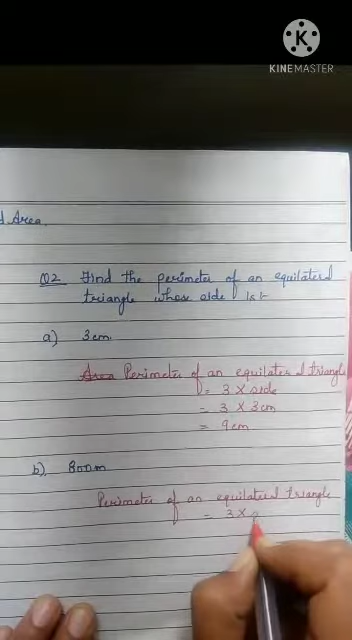 K
KINEMASTER
d Area
Q2 Find the perimeter of an equilateral
triangle whose side is :-
a) 3cm.
Area Perimeter of an equilateral triangle
= 3 × side
= 3 × 3cm
= 9cm
b) 800m
Perimeter of an equilateral triangle
= 3 ×